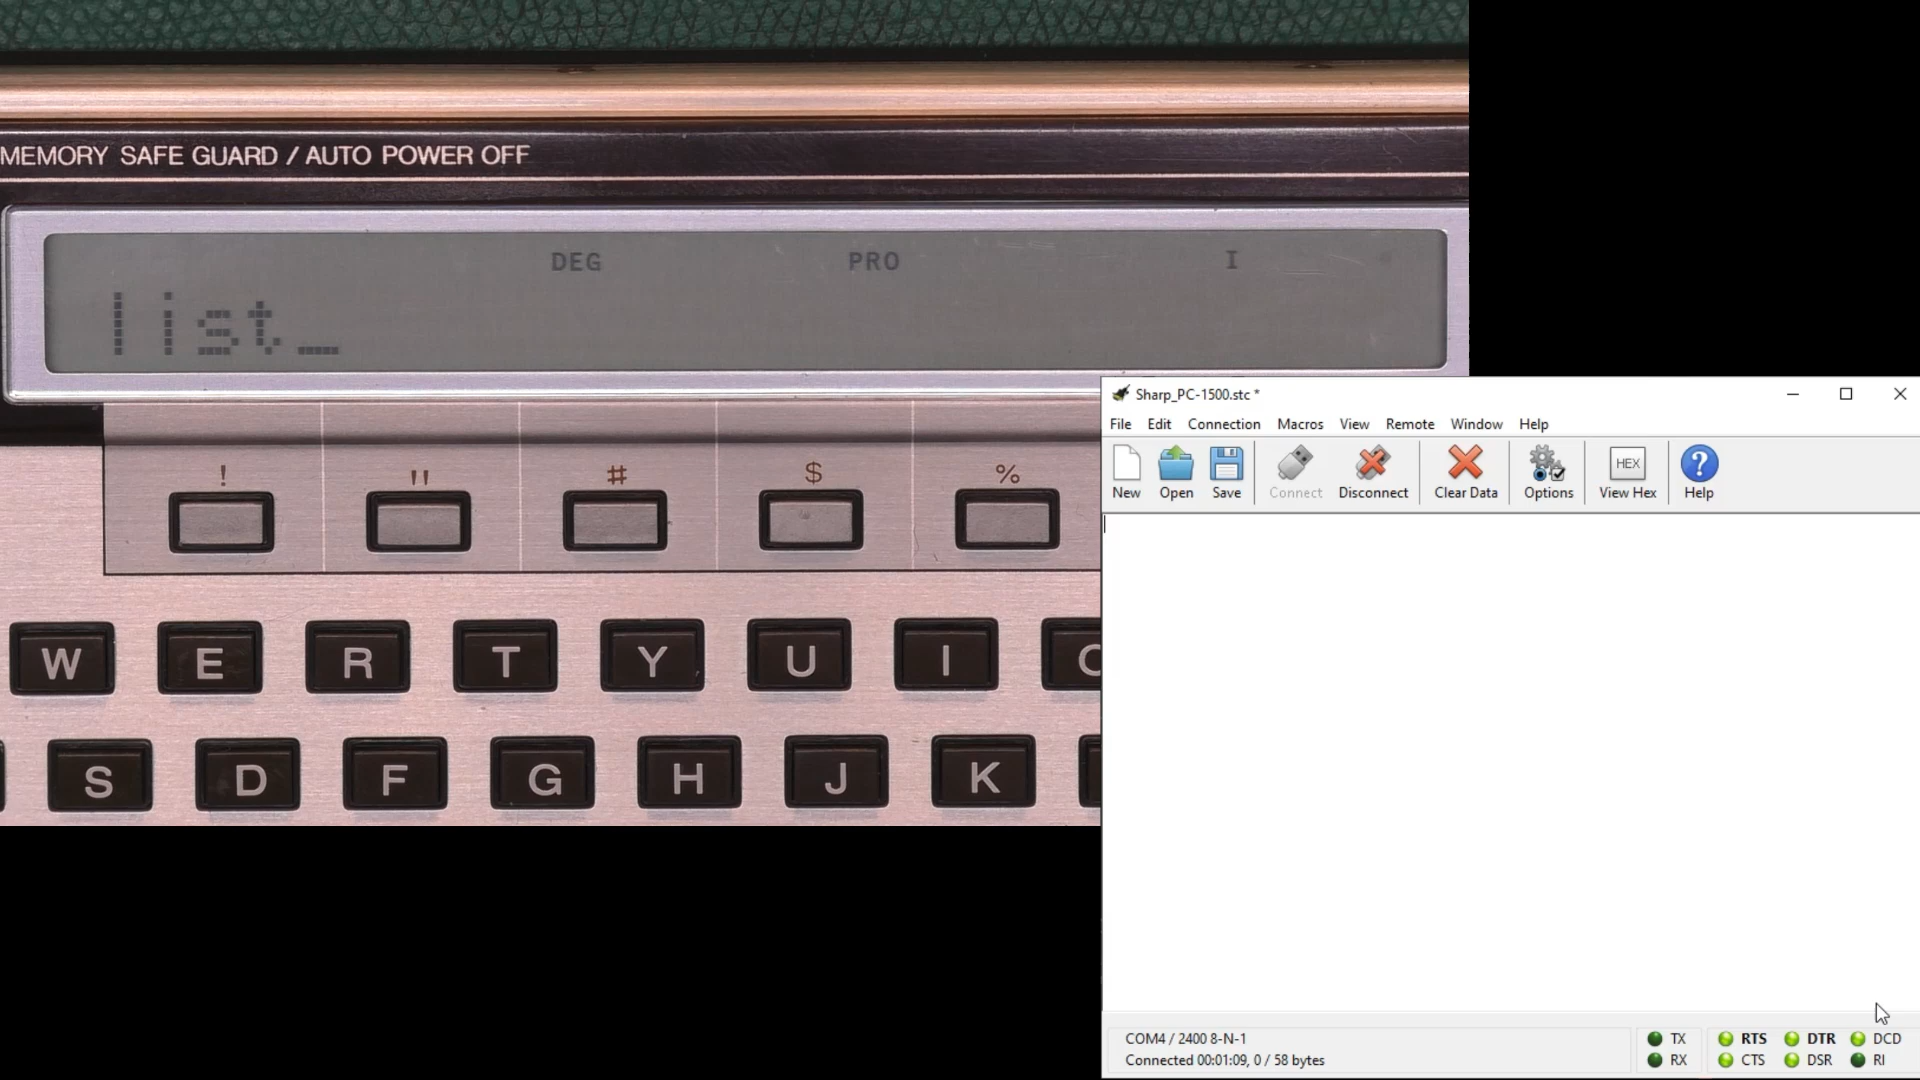 MEMORY SAFE GUARD / AUTO POWER OFF
DEG PRO I
list_
! " # $ %
W E R T Y U I
S D F G H J K
Sharp_PC-1500.stc *
File Edit Connection Macros View Remote Window Help
HEX ?
New Open Save Connect Disconnect Clear Data Options View Hex Help
COM4 / 2400 8-N-1
Connected 00:01:09, 0 / 58 bytes
TX RTS DTR DCD
RX CTS DSR RI